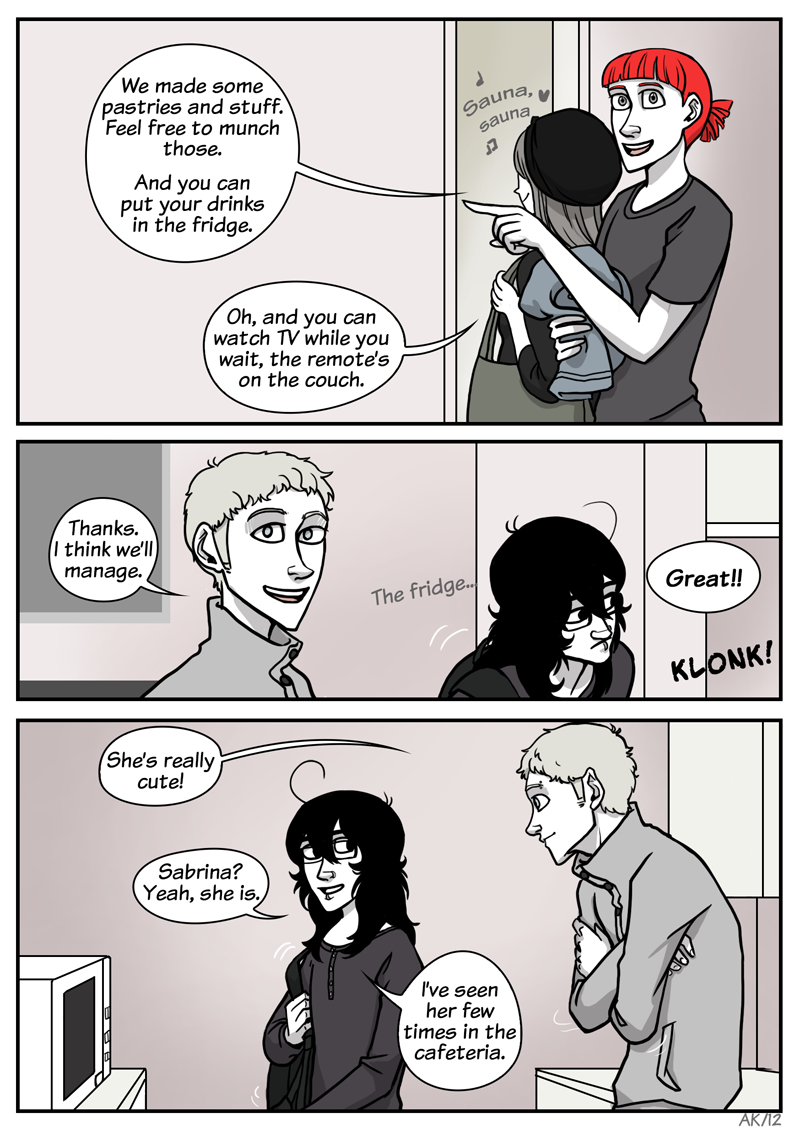 We made some
pastries and stuff.
Feel free to munch
those.
And you can
put your drinks
in the fridge.
Sauna,
sauna
Oh, and you can
watch TV while you
wait, the remote's
on the couch.
Thanks.
I think we'll
manage.
The fridge...
Great!!
KLONK!
She's really
cute!
Sabrina?
Yeah, she is.
I've seen
her few
times in the
cafeteria.
AK/12